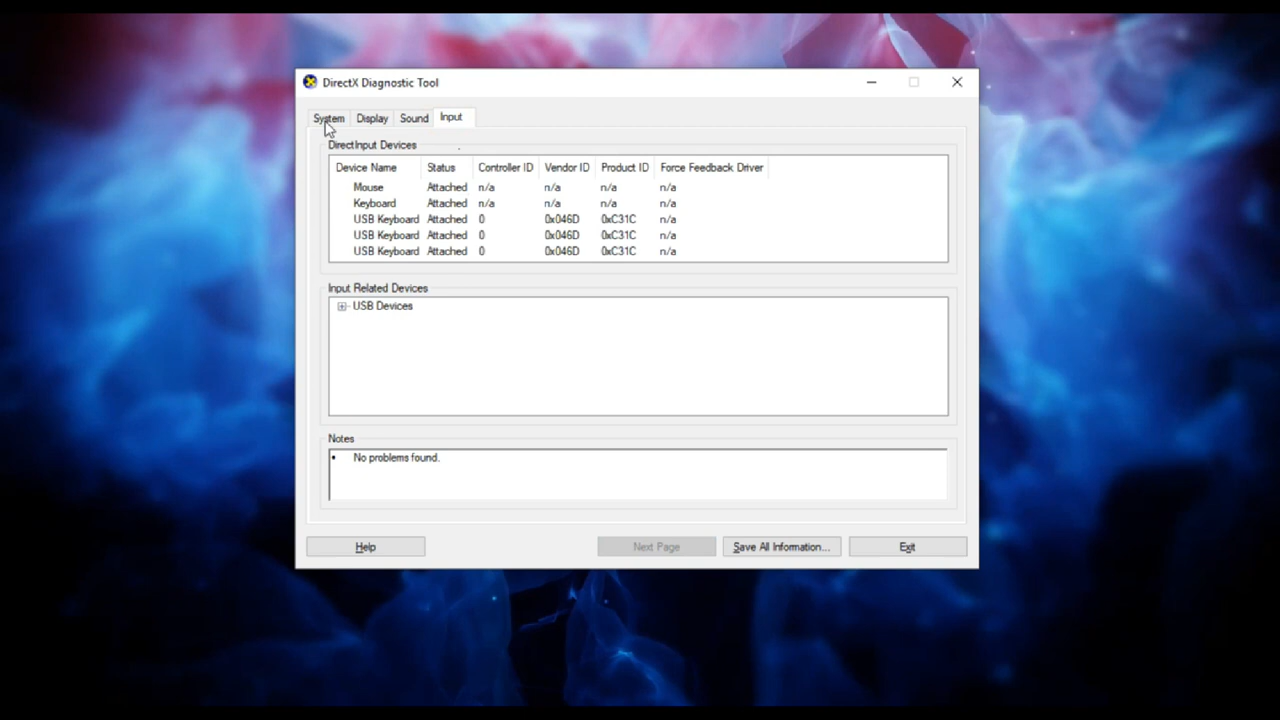 DirectX Diagnostic Tool
System Display Sound Input
DirectInput Devices
Device Name Status Controller ID Vendor ID Product ID Force Feedback Driver
Mouse Attached n/a n/a n/a n/a
Keyboard Attached n/a n/a n/a n/a
USB Keyboard Attached 0 0x046D 0xC31C n/a
USB Keyboard Attached 0 0x046D 0xC31C n/a
USB Keyboard Attached 0 0x046D 0xC31C n/a
Input Related Devices
USB Devices
Notes
• No problems found.
Help Next Page Save All Information... Exit